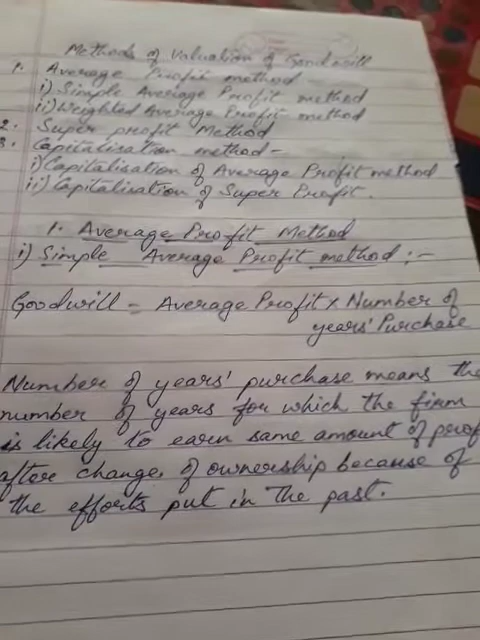 Methods of Valuation of Goodwill
1. Average Profit method
i) Simple Average Profit method
ii) Weighted Average Profit method
2. Super profit Method
3. Capitalisation method -
i) Capitalisation of Average Profit method
ii) Capitalisation of Super Profit.
1. Average Profit Method
i) Simple Average Profit method :-
Goodwill = Average Profit x Number of
years' Purchase
Number of years' purchase means the
number of years for which the firm
is likely to earn same amount of prof
after change of ownership because of
the efforts put in the past.